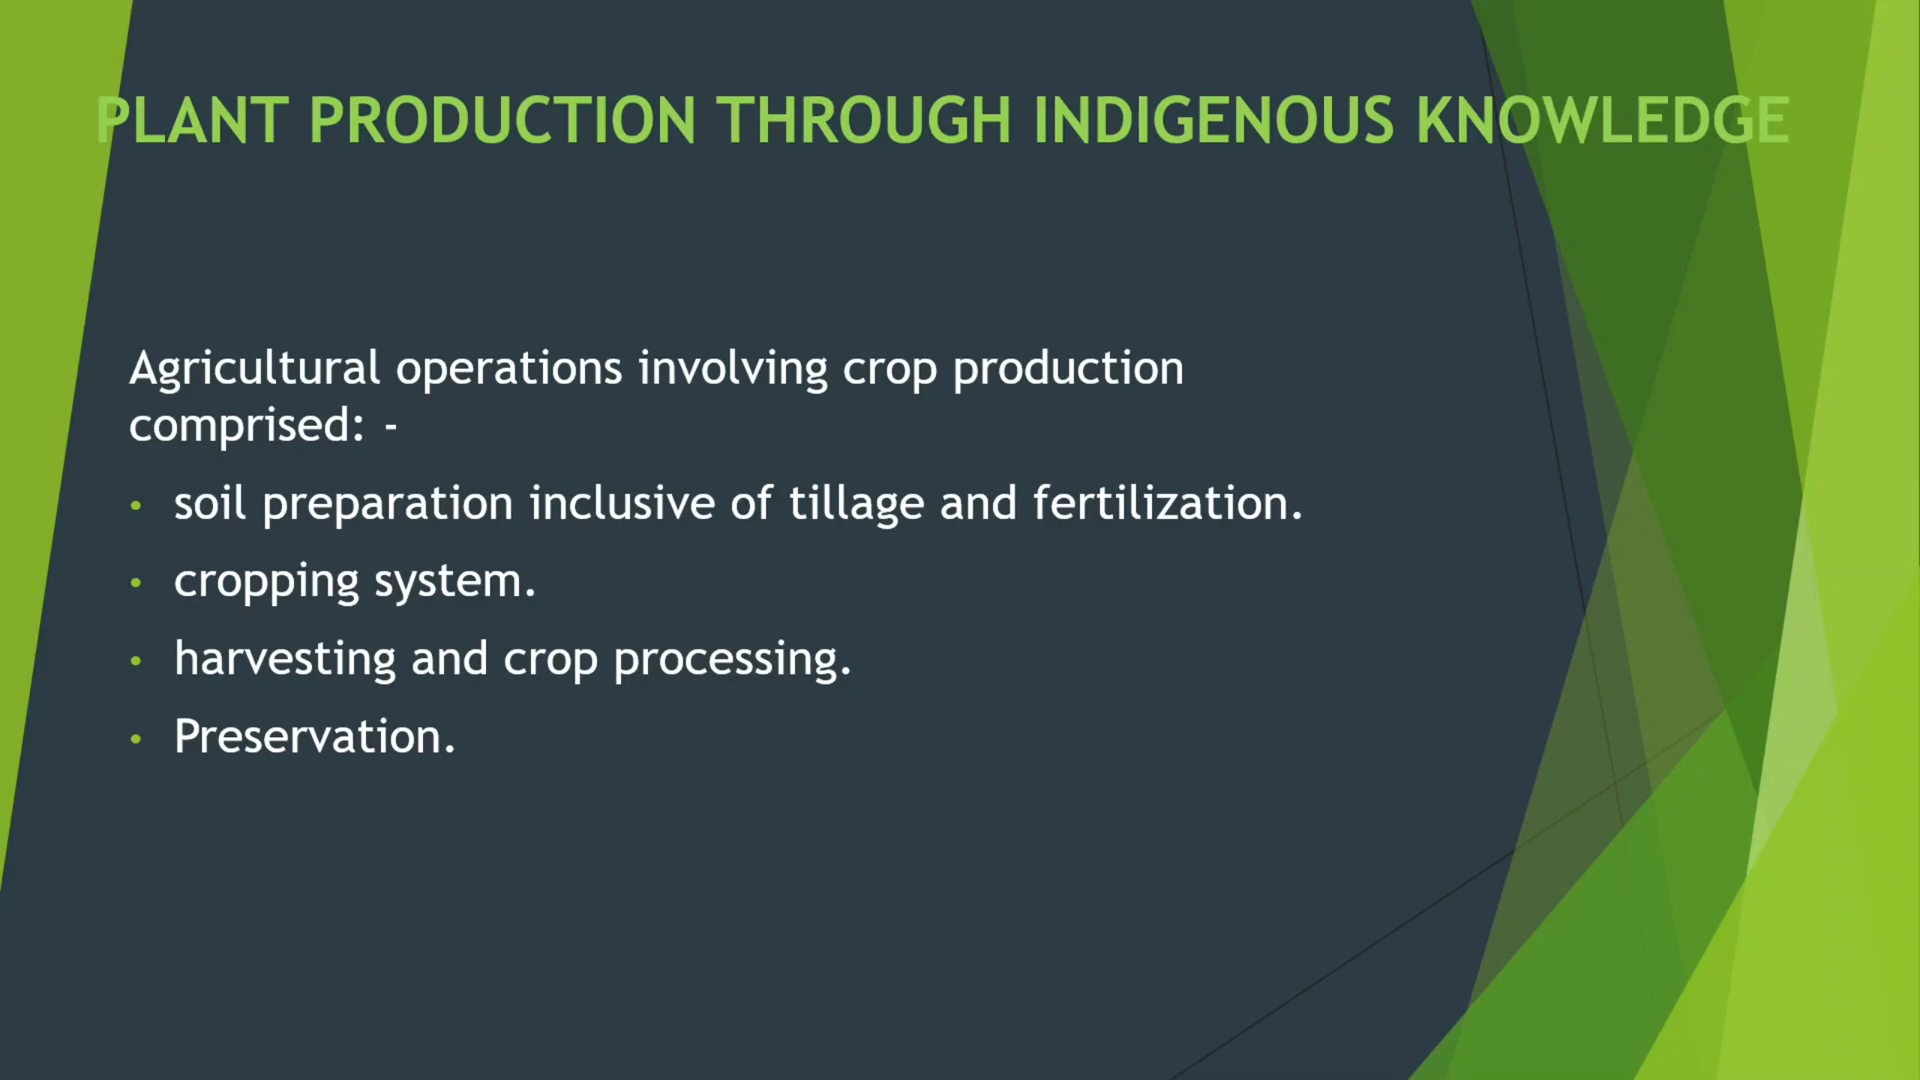 PLANT PRODUCTION THROUGH INDIGENOUS KNOWLEDGE
Agricultural operations involving crop production
comprised: -
• soil preparation inclusive of tillage and fertilization.
• cropping system.
• harvesting and crop processing.
• Preservation.